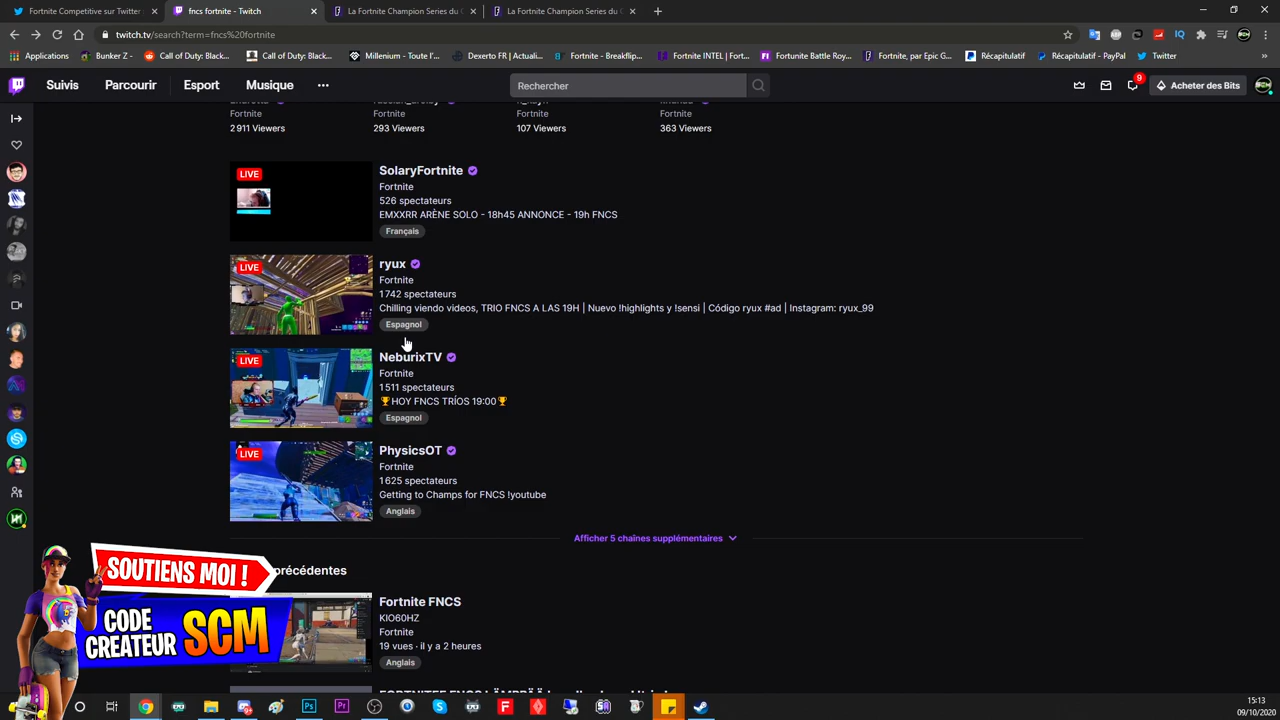 Fortnite Competitive sur Twitter
fncs fortnite - Twitch
La Fortnite Champion Series du C
La Fortnite Champion Series du C
twitch.tv/search?term=fncs%20fortnite
Applications
Bunker Z -
Call of Duty: Black...
Call of Duty: Black...
Millenium - Toute l'...
Dexerto FR | Actuali...
Fortnite - Breakflip...
Fortnite INTEL | Fort...
Fortnite Battle Roy...
Fortnite, par Epic G...
Récapitulatif
Récapitulatif - PayPal
Twitter
»
Suivis
Parcourir
Esport
Musique
Rechercher
9
Acheter des Bits
Fortnite
Fortnite
Fortnite
Fortnite
2 911 Viewers
293 Viewers
107 Viewers
363 Viewers
LIVE
SolaryFortnite
Fortnite
526 spectateurs
EMXXRR ARÈNE SOLO - 18h45 ANNONCE - 19h FNCS
Français
LIVE
ryux
Fortnite
1 742 spectateurs
Chilling viendo videos, TRIO FNCS A LAS 19H | Nuevo !highlights y !sensi | Código ryux #ad | Instagram: ryux_99
Espagnol
LIVE
NeburixTV
Fortnite
1 511 spectateurs
🏆HOY FNCS TRÍOS 19:00🏆
Espagnol
LIVE
PhysicsOT
Fortnite
1 625 spectateurs
Getting to Champs for FNCS !youtube
Anglais
Afficher 5 chaînes supplémentaires
précédentes
Fortnite FNCS
KIO60HZ
Fortnite
19 vues · il y a 2 heures
Anglais
SOUTIENS MOI !
CODE
CREATEUR SCM
15:13
09/10/2020